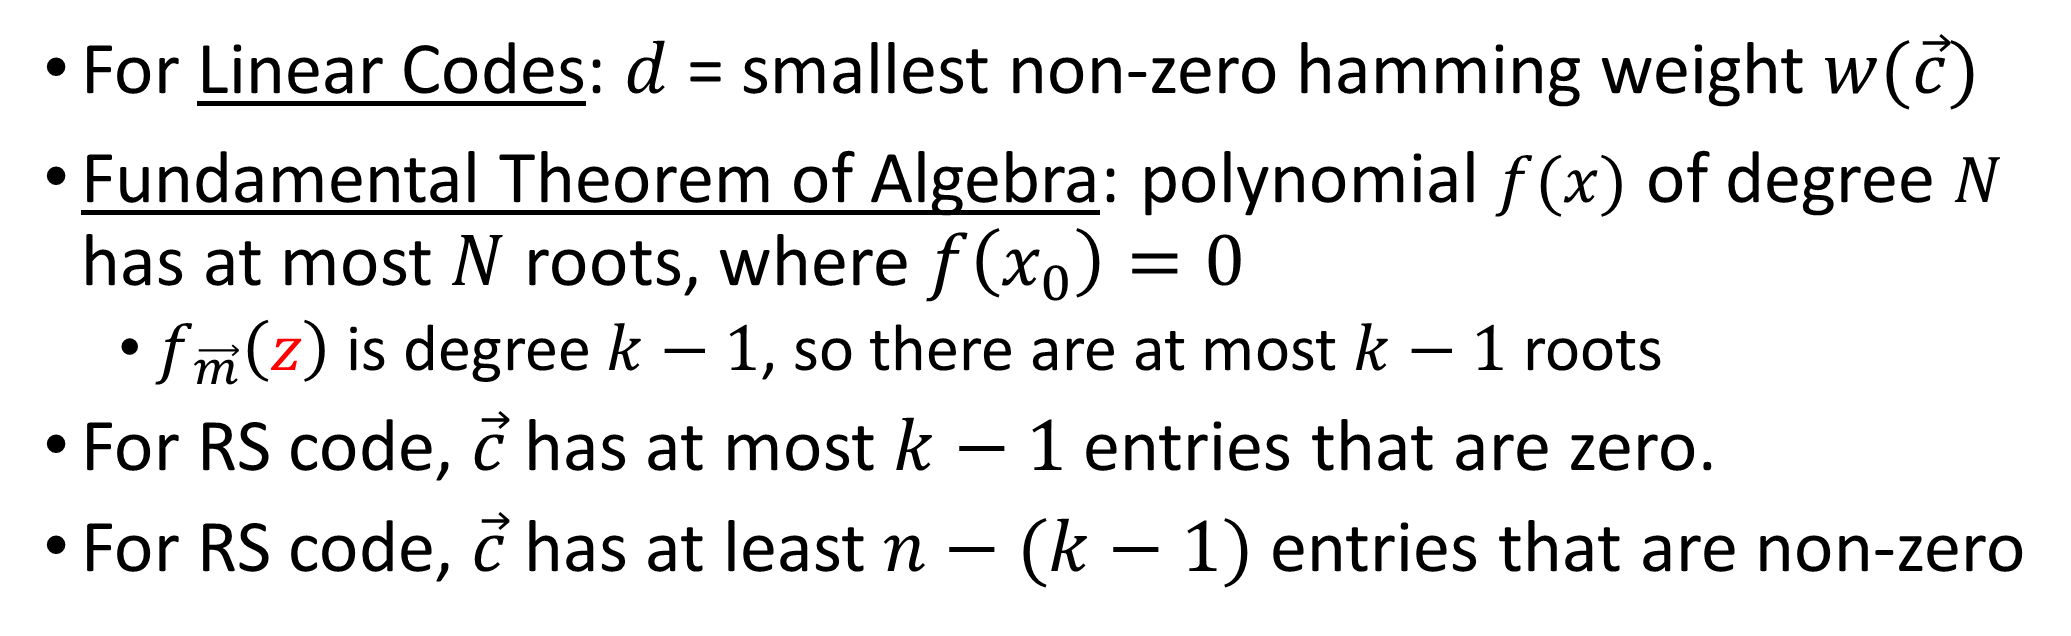 • For Linear Codes: 𝑑 = smallest non-zero hamming weight 𝑤(𝑐⃗)
• Fundamental Theorem of Algebra: polynomial 𝑓(𝑥) of degree 𝑁
has at most 𝑁 roots, where 𝑓(𝑥₀) = 0
• 𝑓_𝑚⃗(𝑧) is degree 𝑘 − 1, so there are at most 𝑘 − 1 roots
• For RS code, 𝑐⃗ has at most 𝑘 − 1 entries that are zero.
• For RS code, 𝑐⃗ has at least 𝑛 − (𝑘 − 1) entries that are non-zero